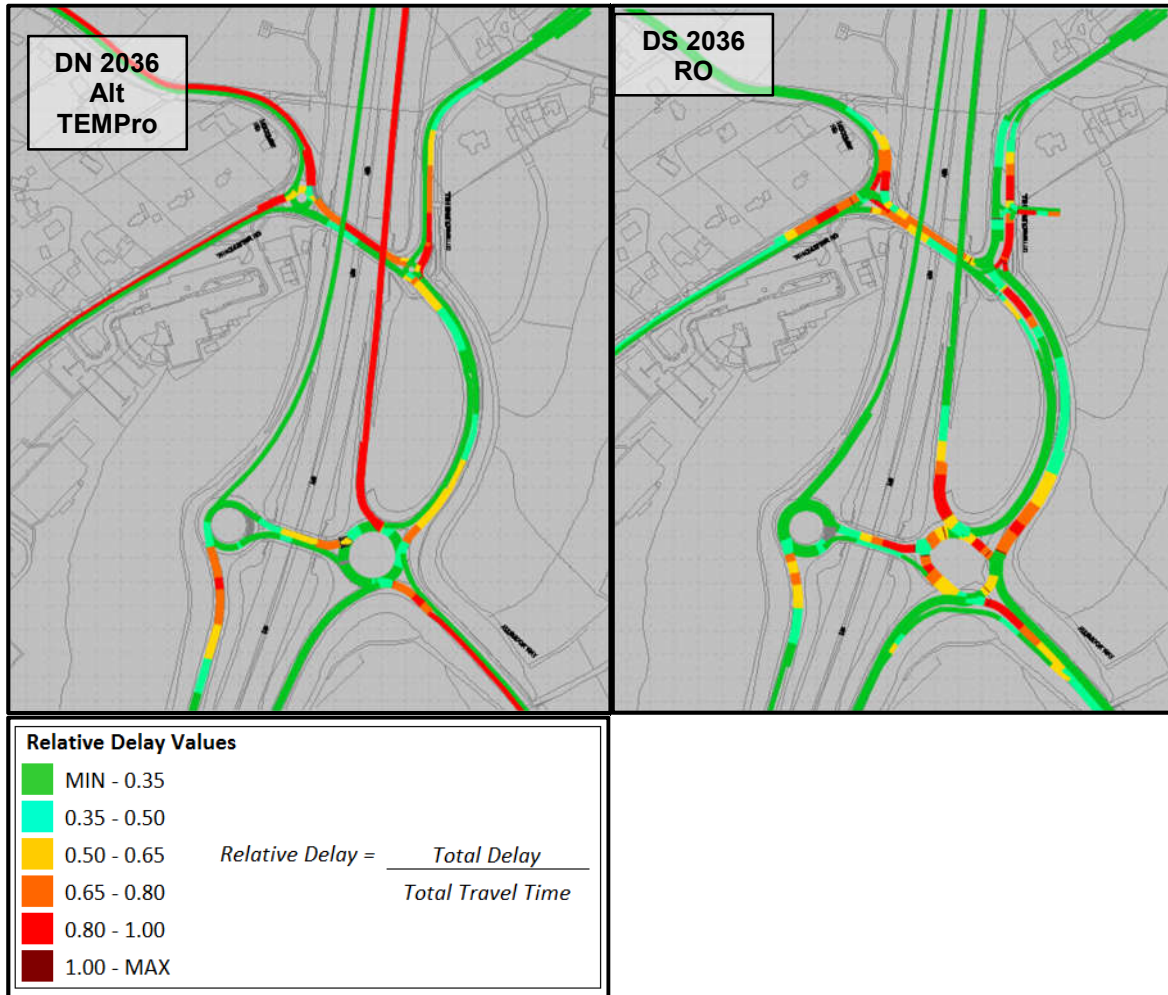 DN 2036
Alt
TEMPro
DS 2036
RO
Relative Delay Values
MIN - 0.35
0.35 - 0.50
0.50 - 0.65
0.65 - 0.80
0.80 - 1.00
1.00 - MAX
Relative Delay = Total Delay
Total Travel Time